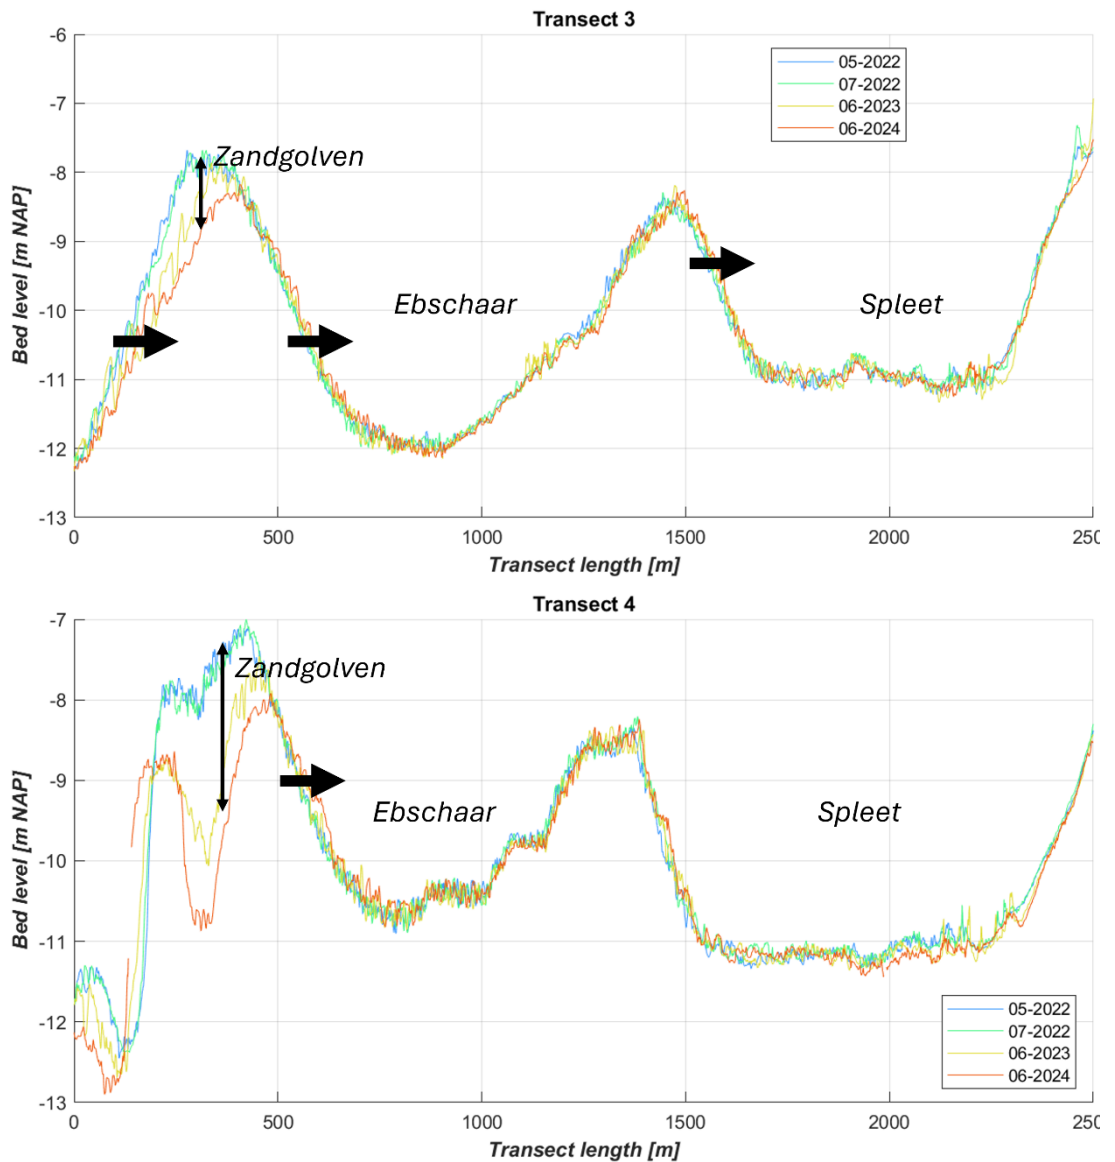 Transect 3
-6
-7
-8
-9
-10
-11
-12
-13
Bed level [m NAP]
05-2022
07-2022
06-2023
06-2024
Zandgolven
Ebschaar
Spleet
0
500
1000
1500
2000
250
Transect length [m]
Transect 4
-7
-8
-9
-10
-11
-12
-13
Bed level [m NAP]
Zandgolven
Ebschaar
Spleet
05-2022
07-2022
06-2023
06-2024
0
500
1000
1500
2000
250
Transect length [m]